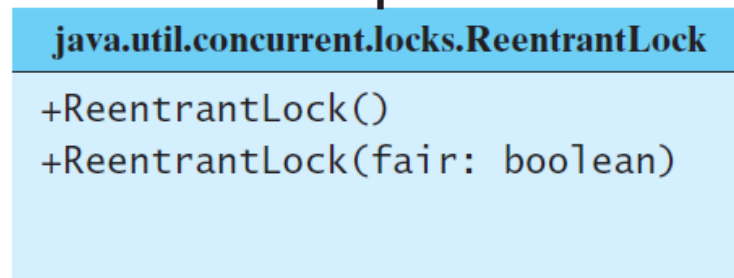 java.util.concurrent.locks.ReentrantLock
+ReentrantLock()
+ReentrantLock(fair: boolean)